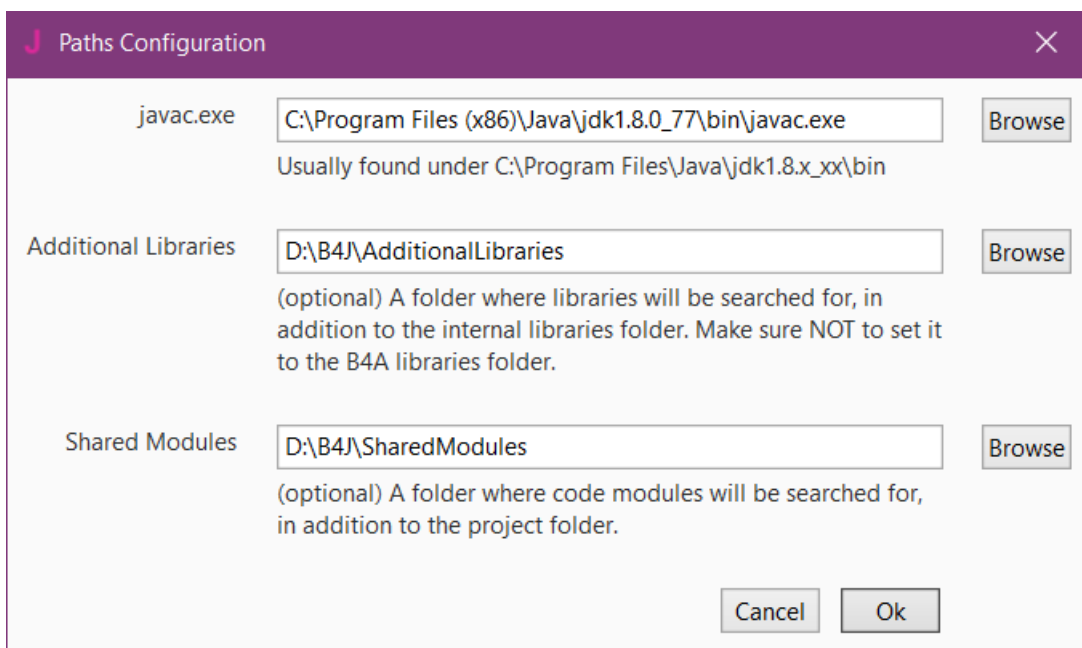 J Paths Configuration
javac.exe C:\Program Files (x86)\Java\jdk1.8.0_77\bin\javac.exe Browse
Usually found under C:\Program Files\Java\jdk1.8.x_xx\bin
Additional Libraries D:\B4J\AdditionalLibraries Browse
(optional) A folder where libraries will be searched for, in
addition to the internal libraries folder. Make sure NOT to set it
to the B4A libraries folder.
Shared Modules D:\B4J\SharedModules Browse
(optional) A folder where code modules will be searched for,
in addition to the project folder.
Cancel Ok